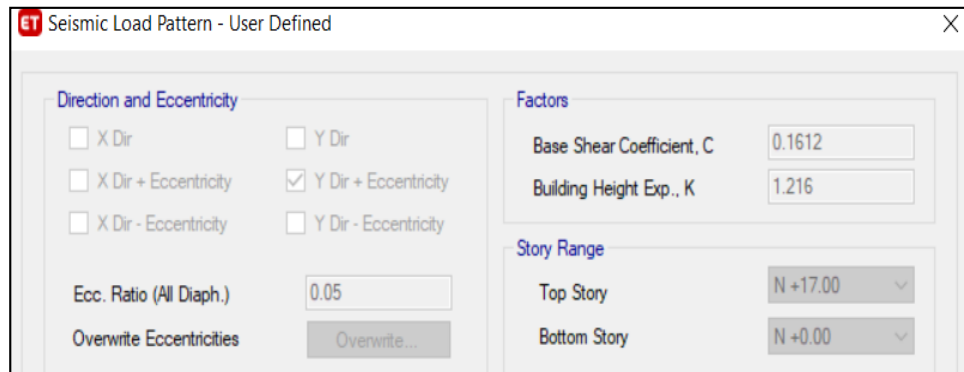 ET Seismic Load Pattern - User Defined
Direction and Eccentricity
X Dir
Y Dir
X Dir + Eccentricity
Y Dir + Eccentricity
X Dir - Eccentricity
Y Dir - Eccentricity
Ecc. Ratio (All Diaph.) 0.05
Overwrite Eccentricities Overwrite...
Factors
Base Shear Coefficient, C 0.1612
Building Height Exp., K 1.216
Story Range
Top Story N +17.00
Bottom Story N +0.00